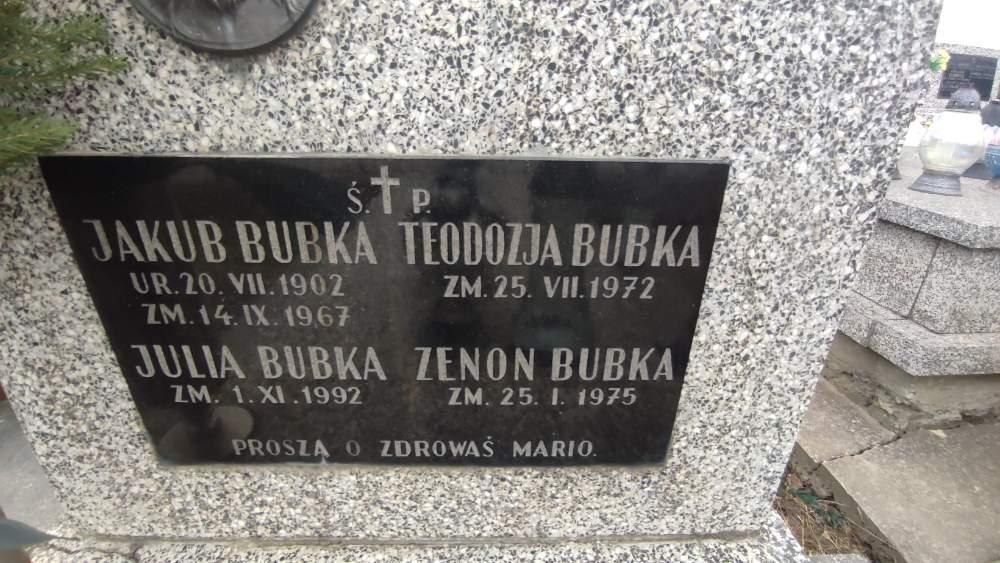 Ś. P.
JAKUB BUBKA
UR. 20. VII. 1902
ZM. 14. IX. 1967
TEODOZJA BUBKA
ZM. 25. VII. 1972
JULIA BUBKA
ZM. 1. XI. 1992
ZENON BUBKA
ZM. 25. I. 1975
PROSZĄ O ZDROWAŚ MARIO.